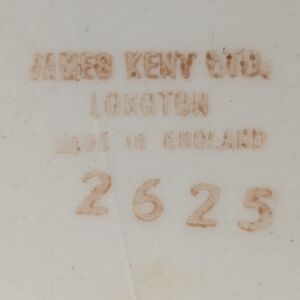 JAMES KENT LTD.
LONGTON
MADE IN ENGLAND
2625